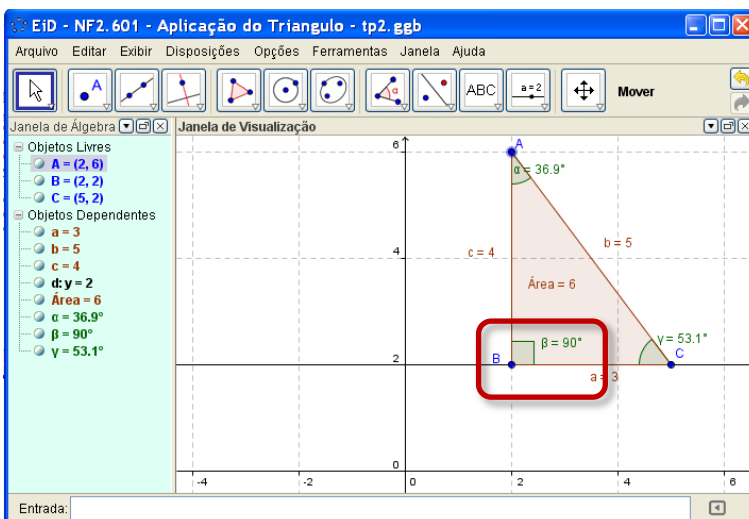 EiD - NF2.601 - Aplicação do Triangulo - tp2.ggb
Arquivo Editar Exibir Disposições Opções Ferramentas Janela Ajuda
A
α
ABC
a=2
Mover
Janela de Álgebra
Janela de Visualização
Objetos Livres
A = (2, 6)
B = (2, 2)
C = (5, 2)
Objetos Dependentes
a = 3
b = 5
c = 4
d: y = 2
Área = 6
α = 36.9°
β = 90°
γ = 53.1°
6
A
α = 36.9°
b = 5
c = 4
4
Área = 6
β = 90°
γ = 53.1°
2
B
C
a = 3
0
-4 -2 0 2 4 6
Entrada: